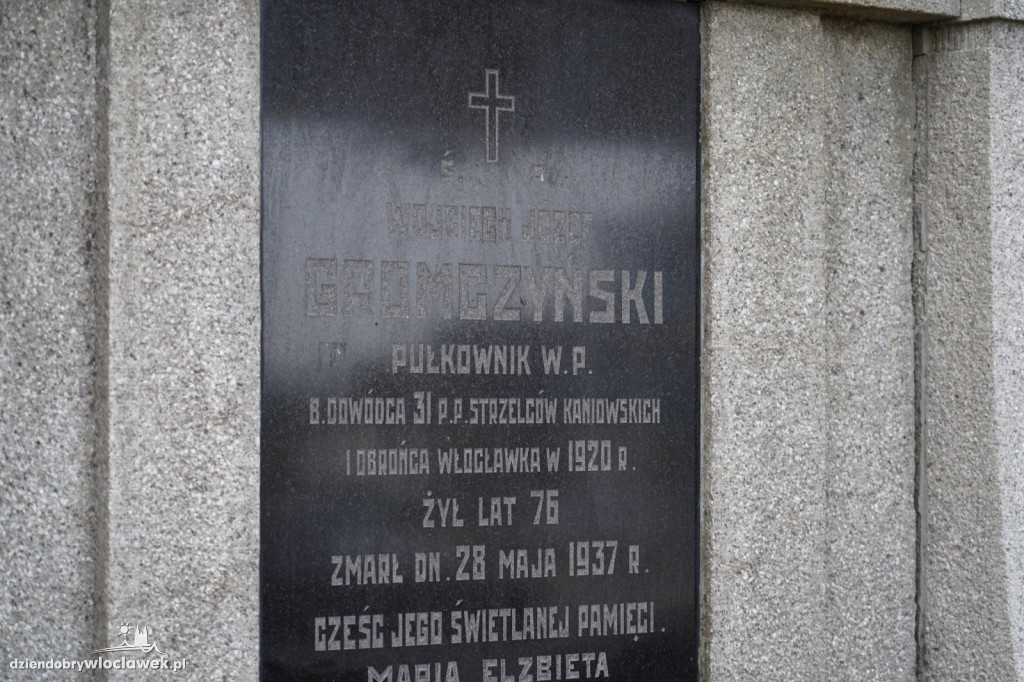 Ś. P.
WOJCIECH JÓZEF
GROMCZYŃSKI
PUŁKOWNIK W.P.
B. DOWÓDCA 31 P.P. STRZELCÓW KANIOWSKICH
I OBROŃCA WŁOCŁAWKA W 1920 R.
ŻYŁ LAT 76
ZMARŁ DN. 28 MAJA 1937 R.
CZEŚĆ JEGO ŚWIETLANEJ PAMIĘCI.
MARIA ELZBIETA
dziendobrywloclawek.pl